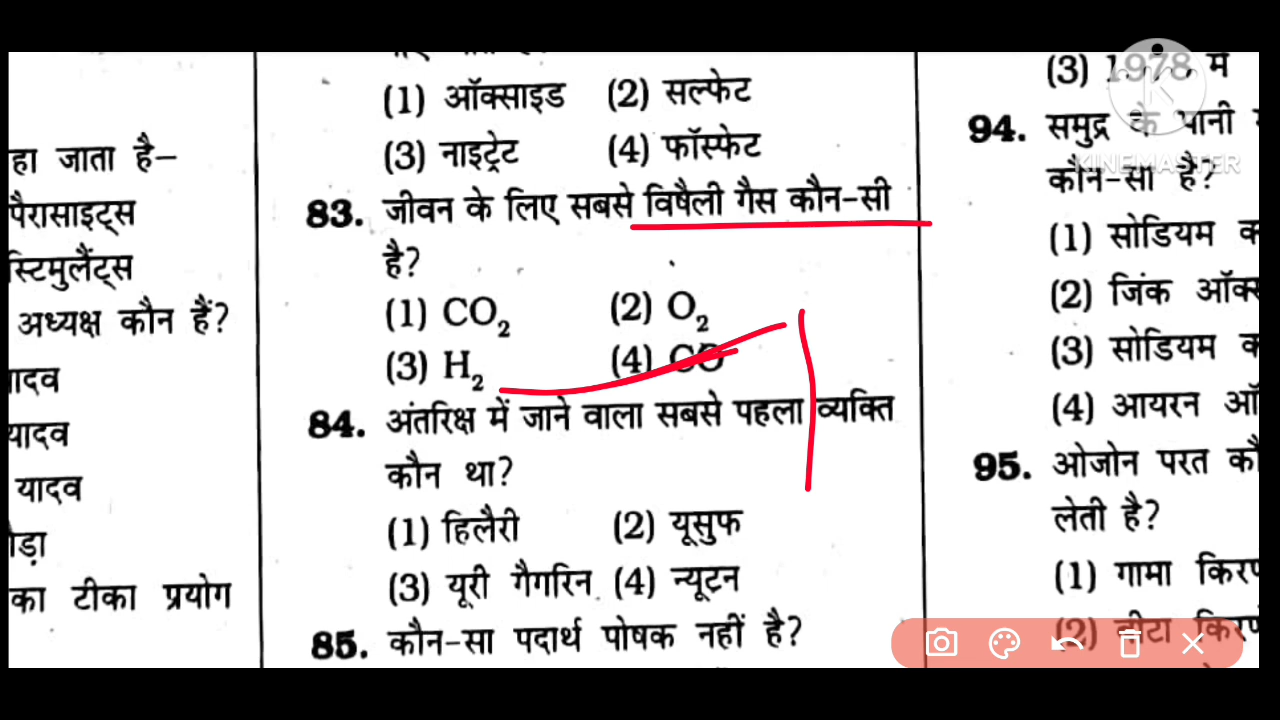 हा जाता है–
पैरासाइट्स
स्टिमुलैंट्स
अध्यक्ष कौन हैं?
यादव
यादव
यादव
का टीका प्रयोग
(1) ऑक्साइड (2) सल्फेट
(3) नाइट्रेट (4) फॉस्फेट
83. जीवन के लिए सबसे विषैली गैस कौन-सी
है?
(1) CO2 (2) O2
(3) H2 (4) CO
84. अंतरिक्ष में जाने वाला सबसे पहला व्यक्ति
कौन था?
(1) हिलैरी (2) यूसुफ
(3) यूरी गैगरिन (4) न्यूटन
85. कौन-सा पदार्थ पोषक नहीं है?
(3) 1978 में
94. समुद्र के पानी
कौन-सा है?
(1) सोडियम
(2) जिंक
(3) सोडियम
(4) आयरन
95. ओजोन परत
लेती है?
(1) गामा
(2) बीटा
KINEMASTER